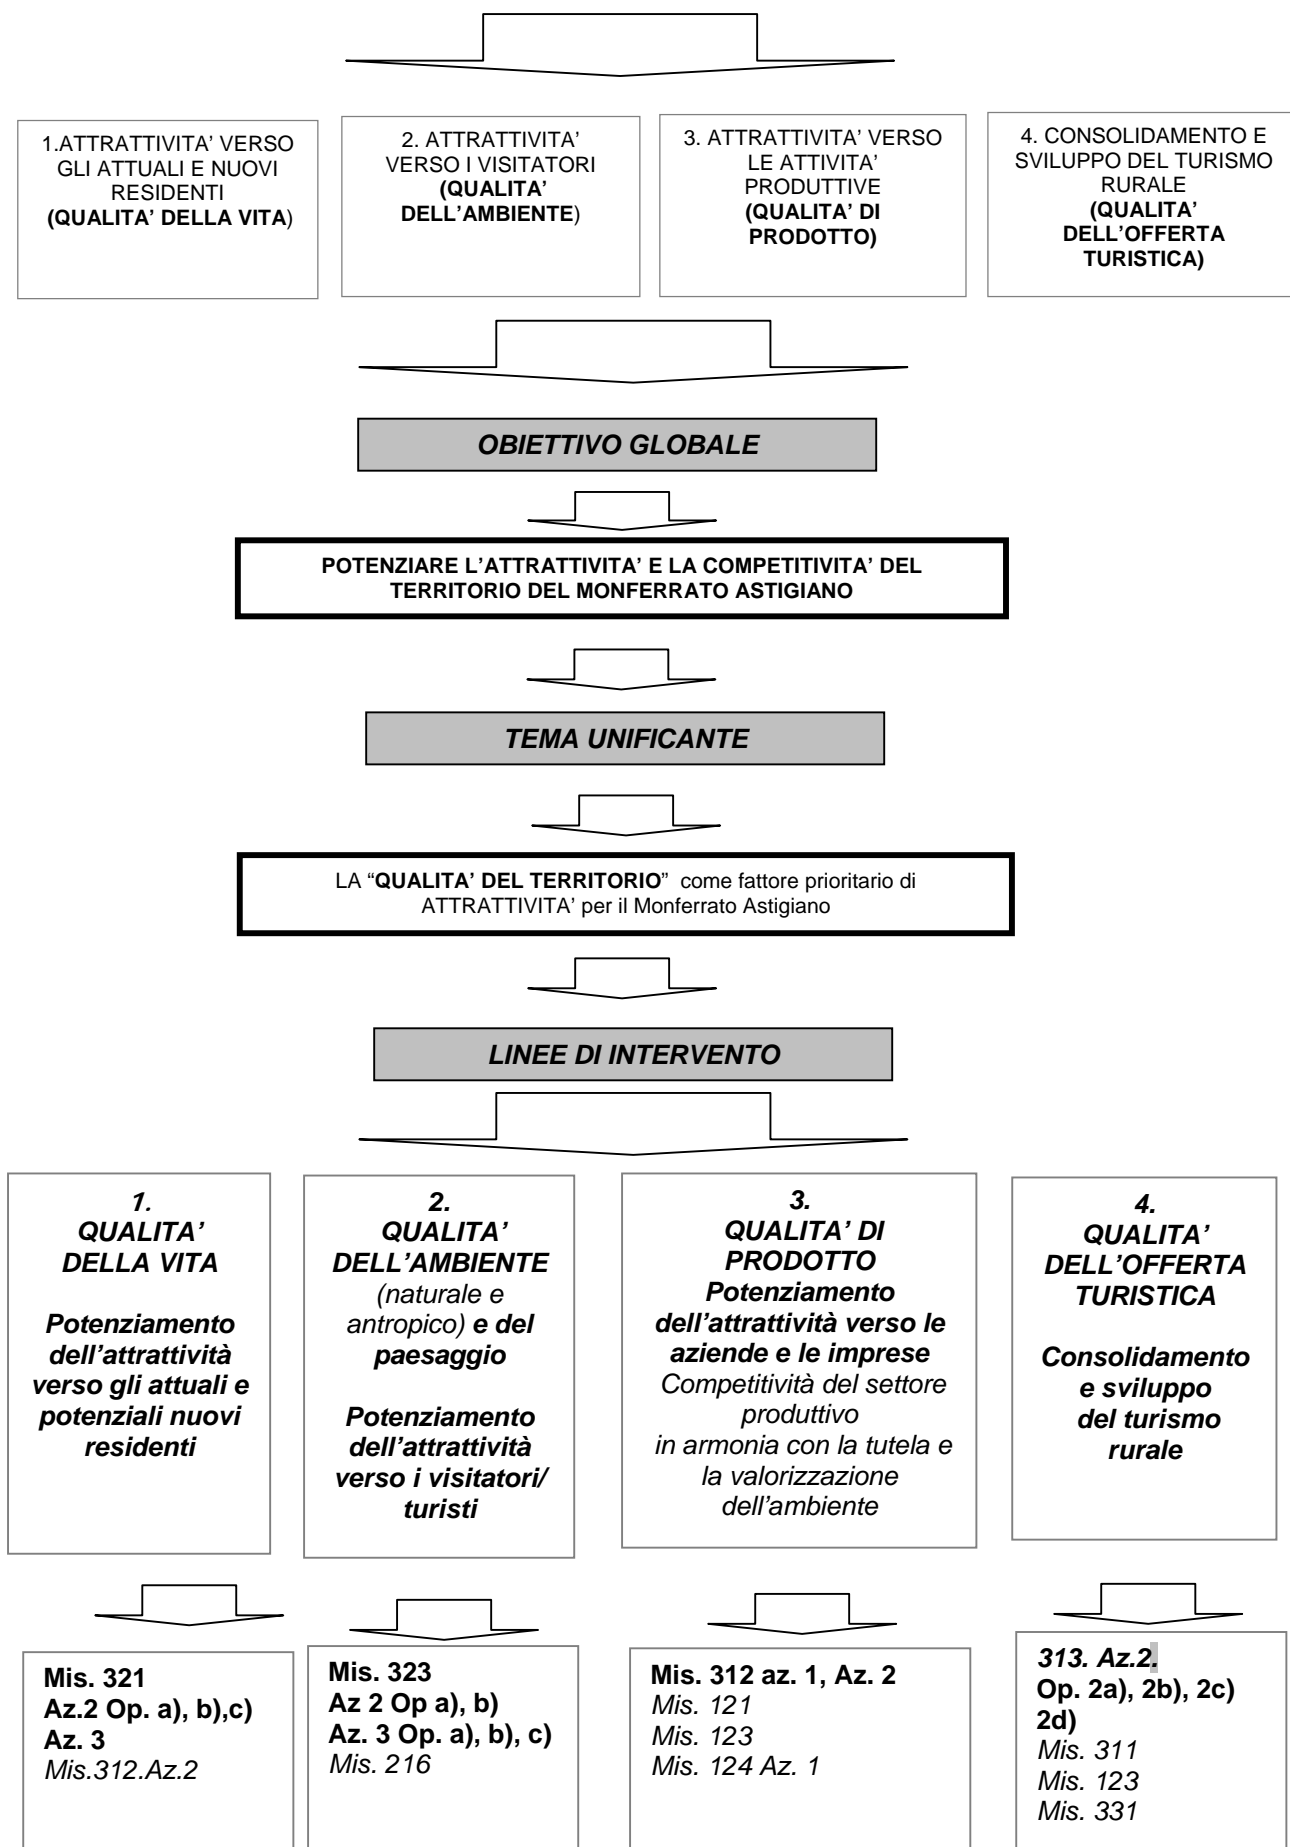 1.ATTRATTIVITA’ VERSO
GLI ATTUALI E NUOVI
RESIDENTI
(QUALITA’ DELLA VITA)
2. ATTRATTIVITA’
VERSO I VISITATORI
(QUALITA’
DELL’AMBIENTE)
3. ATTRATTIVITA’ VERSO
LE ATTIVITA’
PRODUTTIVE
(QUALITA’ DI
PRODOTTO)
4. CONSOLIDAMENTO E
SVILUPPO DEL TURISMO
RURALE
(QUALITA’
DELL’OFFERTA
TURISTICA)
OBIETTIVO GLOBALE
POTENZIARE L’ATTRATTIVITA’ E LA COMPETITIVITA’ DEL
TERRITORIO DEL MONFERRATO ASTIGIANO
TEMA UNIFICANTE
LA “QUALITA’ DEL TERRITORIO” come fattore prioritario di
ATTRATTIVITA’ per il Monferrato Astigiano
LINEE DI INTERVENTO
1.
QUALITA’
DELLA VITA
Potenziamento
dell’attrattività
verso gli attuali e
potenziali nuovi
residenti
2.
QUALITA’
DELL’AMBIENTE
(naturale e
antropico) e del
paesaggio
Potenziamento
dell’attrattività
verso i visitatori/
turisti
3.
QUALITA’ DI
PRODOTTO
Potenziamento
dell’attrattività verso le
aziende e le imprese
Competitività del settore
produttivo
in armonia con la tutela e
la valorizzazione
dell’ambiente
4.
QUALITA’
DELL’OFFERTA
TURISTICA
Consolidamento
e sviluppo
del turismo
rurale
Mis. 321
Az.2 Op. a), b),c)
Az. 3
Mis.312.Az.2
Mis. 323
Az 2 Op a), b)
Az. 3 Op. a), b), c)
Mis. 216
Mis. 312 az. 1, Az. 2
Mis. 121
Mis. 123
Mis. 124 Az. 1
313. Az.2.
Op. 2a), 2b), 2c)
2d)
Mis. 311
Mis. 123
Mis. 331